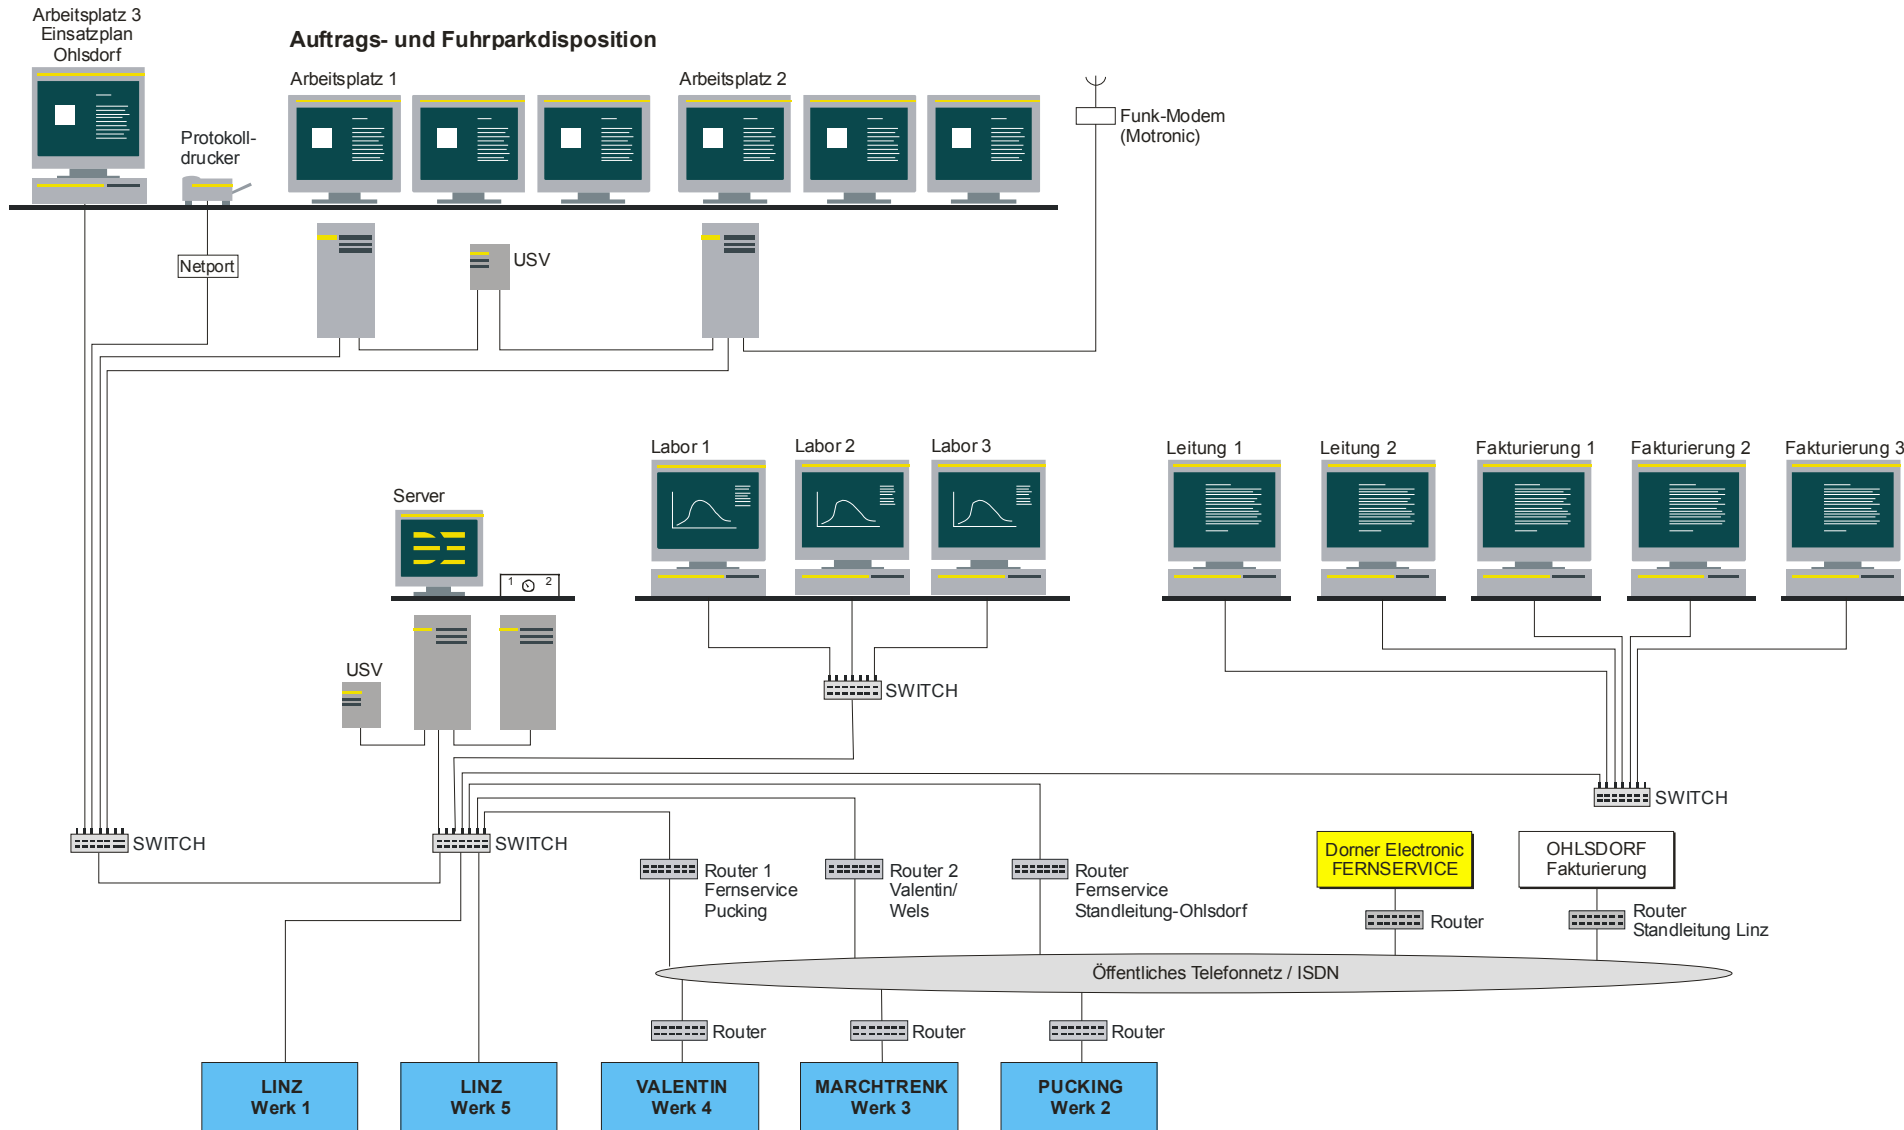 Arbeitsplatz 3
Einsatzplan
Ohlsdorf
Auftrags- und Fuhrparkdisposition
Arbeitsplatz 1
Arbeitsplatz 2
Protokoll-
drucker
Funk-Modem
(Motronic)
Netport
USV
Labor 1
Labor 2
Labor 3
Leitung 1
Leitung 2
Fakturierung 1
Fakturierung 2
Fakturierung 3
Server
DE
1 2
USV
SWITCH
SWITCH
SWITCH
SWITCH
Router 1
Fernservice
Pucking
Router 2
Valentin/
Wels
Router
Fernservice
Standleitung-Ohlsdorf
Dorner Electronic
FERNSERVICE
OHLSDORF
Fakturierung
Router
Router
Standleitung Linz
Öffentliches Telefonnetz / ISDN
Router
Router
Router
LINZ
Werk 1
LINZ
Werk 5
VALENTIN
Werk 4
MARCHTRENK
Werk 3
PUCKING
Werk 2